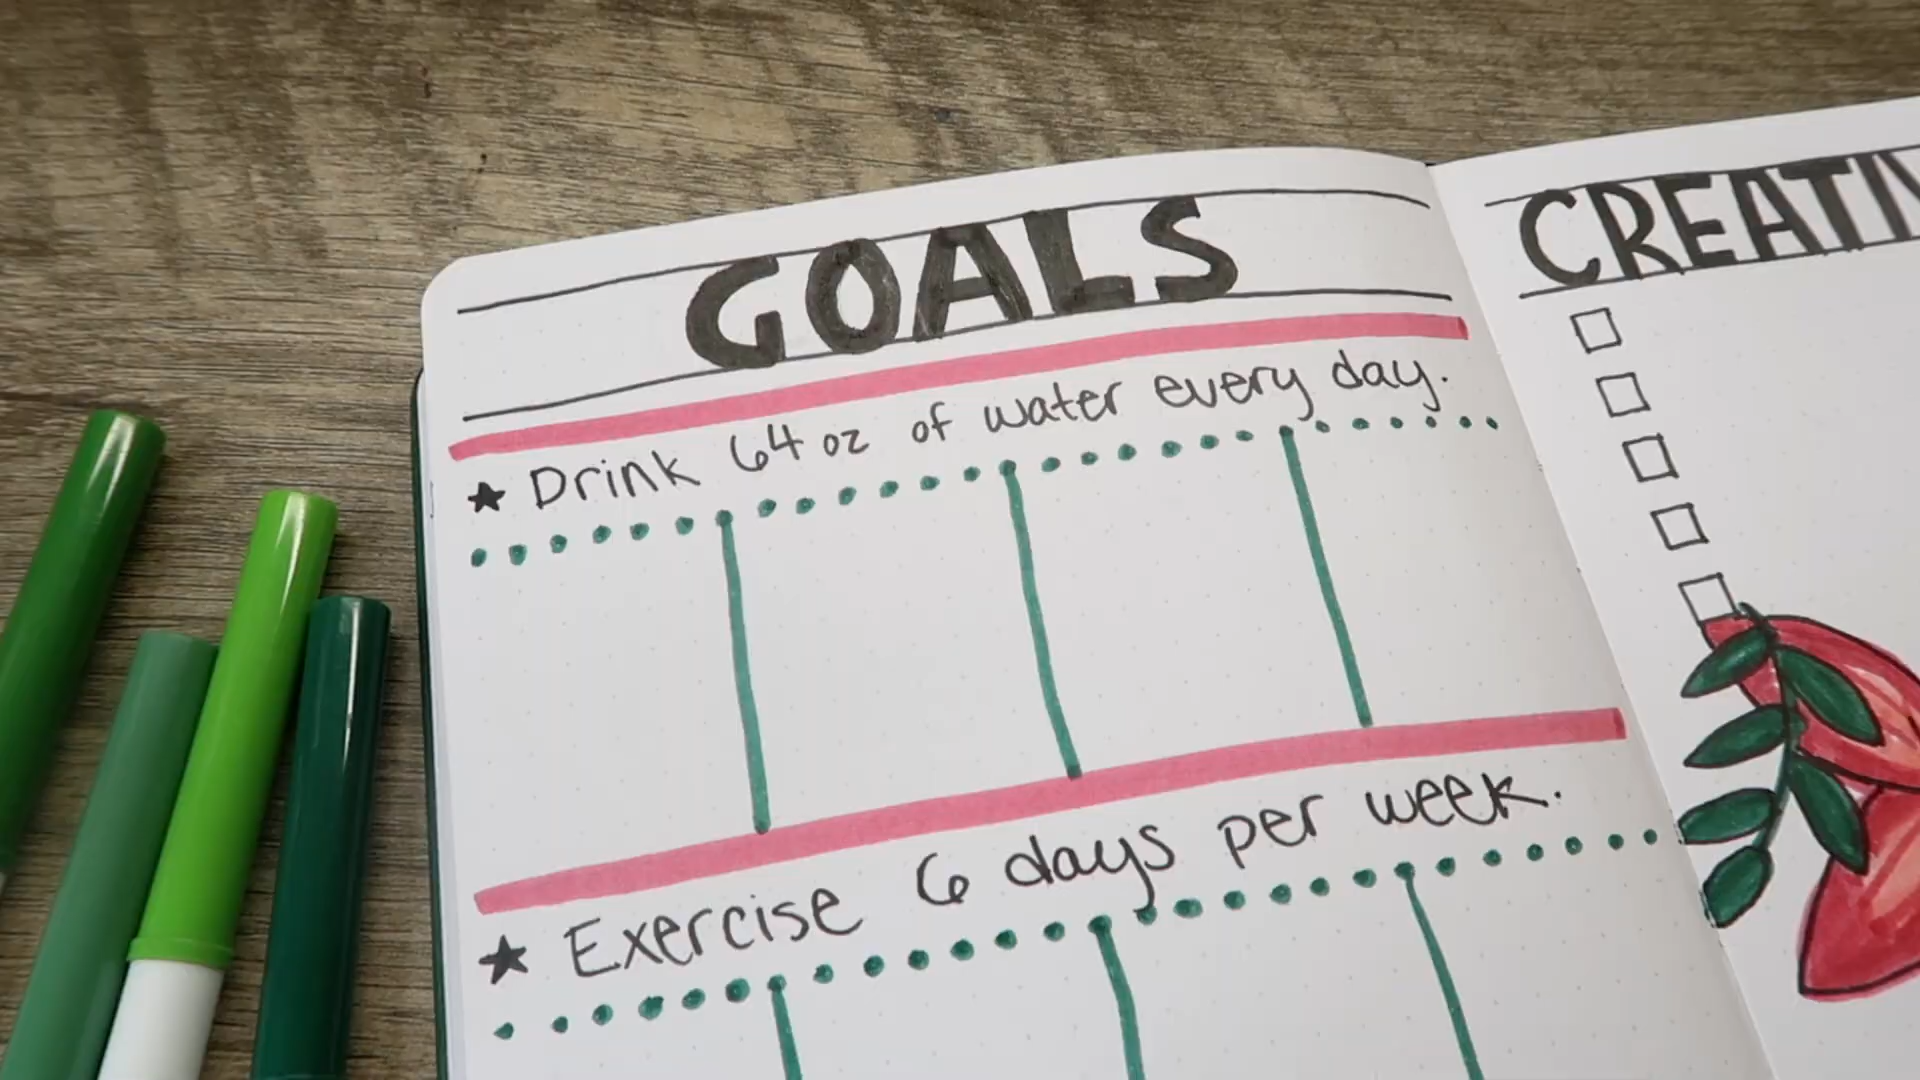 GOALS
★ Drink 64 oz of water every day.
★ Exercise 6 days per week.
CREATIV